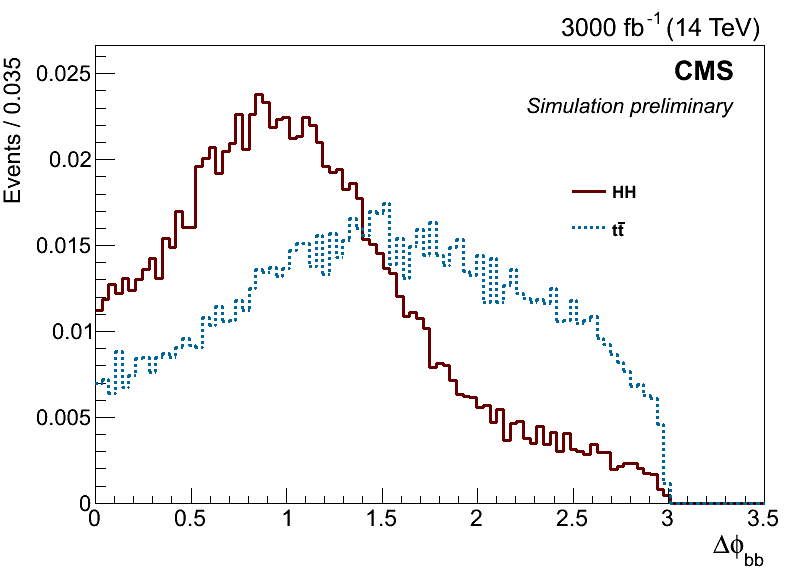 3000 fb⁻¹ (14 TeV)
Events / 0.035
CMS
Simulation preliminary
HH
tt̄
0.025
0.02
0.015
0.01
0.005
0
0 0.5 1 1.5 2 2.5 3 3.5
Δϕ_bb